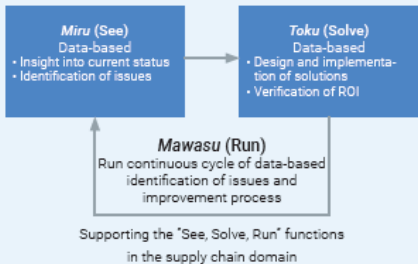 Miru (See)
Data-based
• Insight into current status
• Identification of issues
Toku (Solve)
Data-based
• Design and implementa-
tion of solutions
• Verification of ROI
Mawasu (Run)
Run continuous cycle of data-based
identification of issues and
improvement process
Supporting the "See, Solve, Run" functions
in the supply chain domain